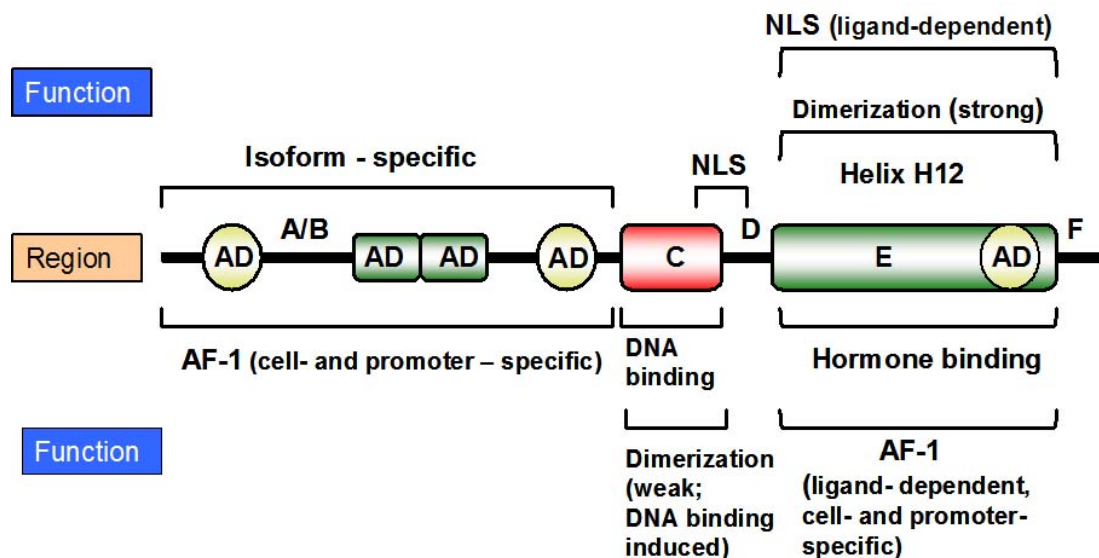 NLS (ligand-dependent)
Function
Dimerization (strong)
Isoform - specific
NLS
Helix H12
Region
AD
A/B
AD
AD
AD
C
D
E
AD
F
AF-1 (cell- and promoter – specific)
DNA
binding
Hormone binding
Function
Dimerization
(weak;
DNA binding
induced)
AF-1
(ligand- dependent,
cell- and promoter-
specific)